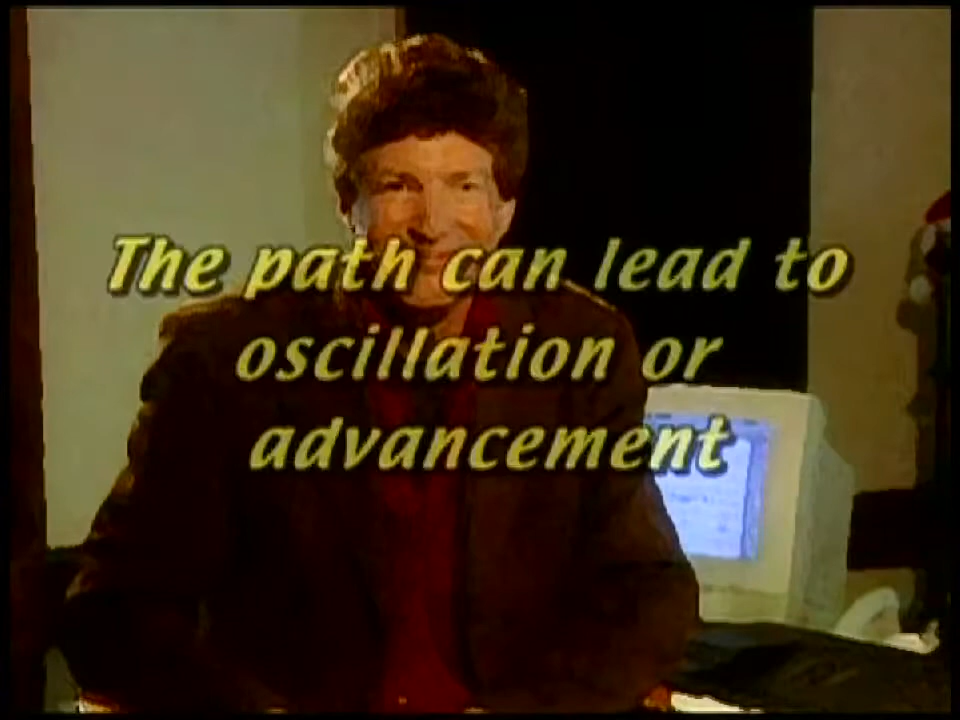 The path can lead to
oscillation or
advancement